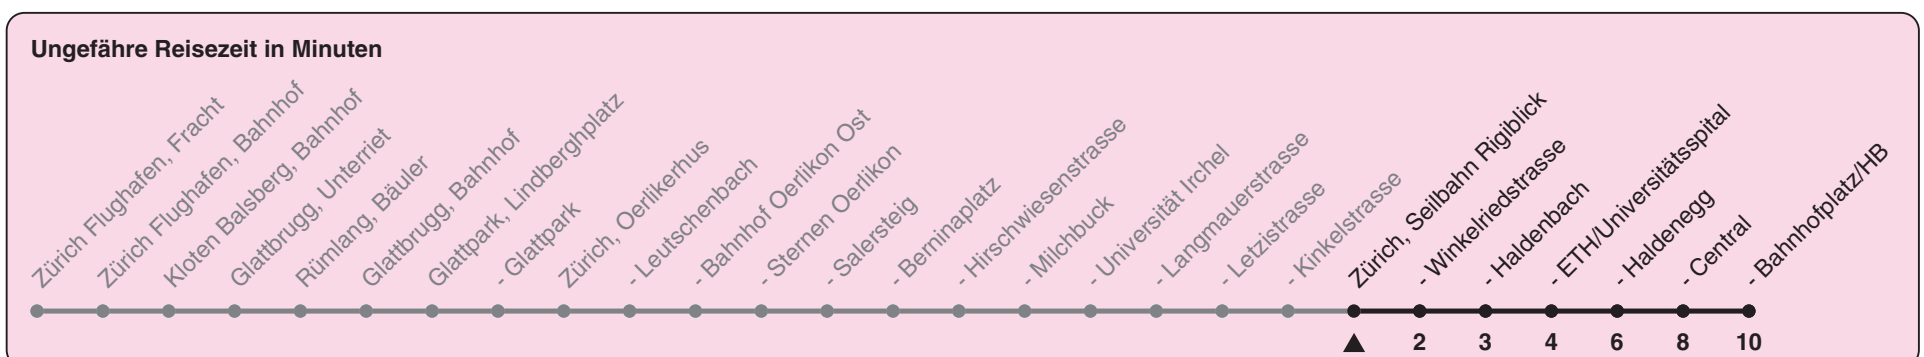 Ungefähre Reisezeit in Minuten
Zürich Flughafen, Fracht
Zürich Flughafen, Bahnhof
Kloten Balsberg, Bahnhof
Glattbrugg, Unterriet
Rümlang, Bäuler
Glattbrugg, Bahnhof
Glattpark, Lindberghplatz
- Glattpark
Zürich, Oerlikerhus
- Leutschenbach
- Bahnhof Oerlikon Ost
- Sternen Oerlikon
- Salersteig
- Berninaplatz
- Hirschwiesenstrasse
- Milchbuck
- Universität Irchel
- Langmauerstrasse
- Letzistrasse
- Kinkelstrasse
Zürich, Seilbahn Rigiblick
- Winkelriedstrasse
- Haldenbach
- ETH/Universitätsspital
- Haldenegg
- Central
- Bahnhofplatz/HB
2 3 4 6 8 10